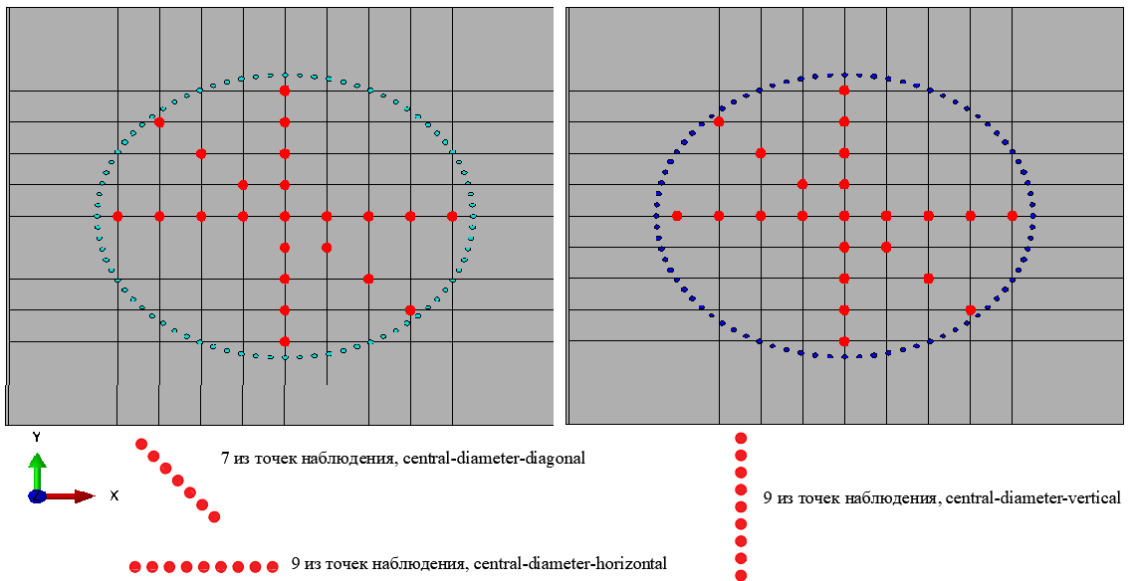 Y
X
7 из точек наблюдения, central-diameter-diagonal
9 из точек наблюдения, central-diameter-vertical
9 из точек наблюдения, central-diameter-horizontal